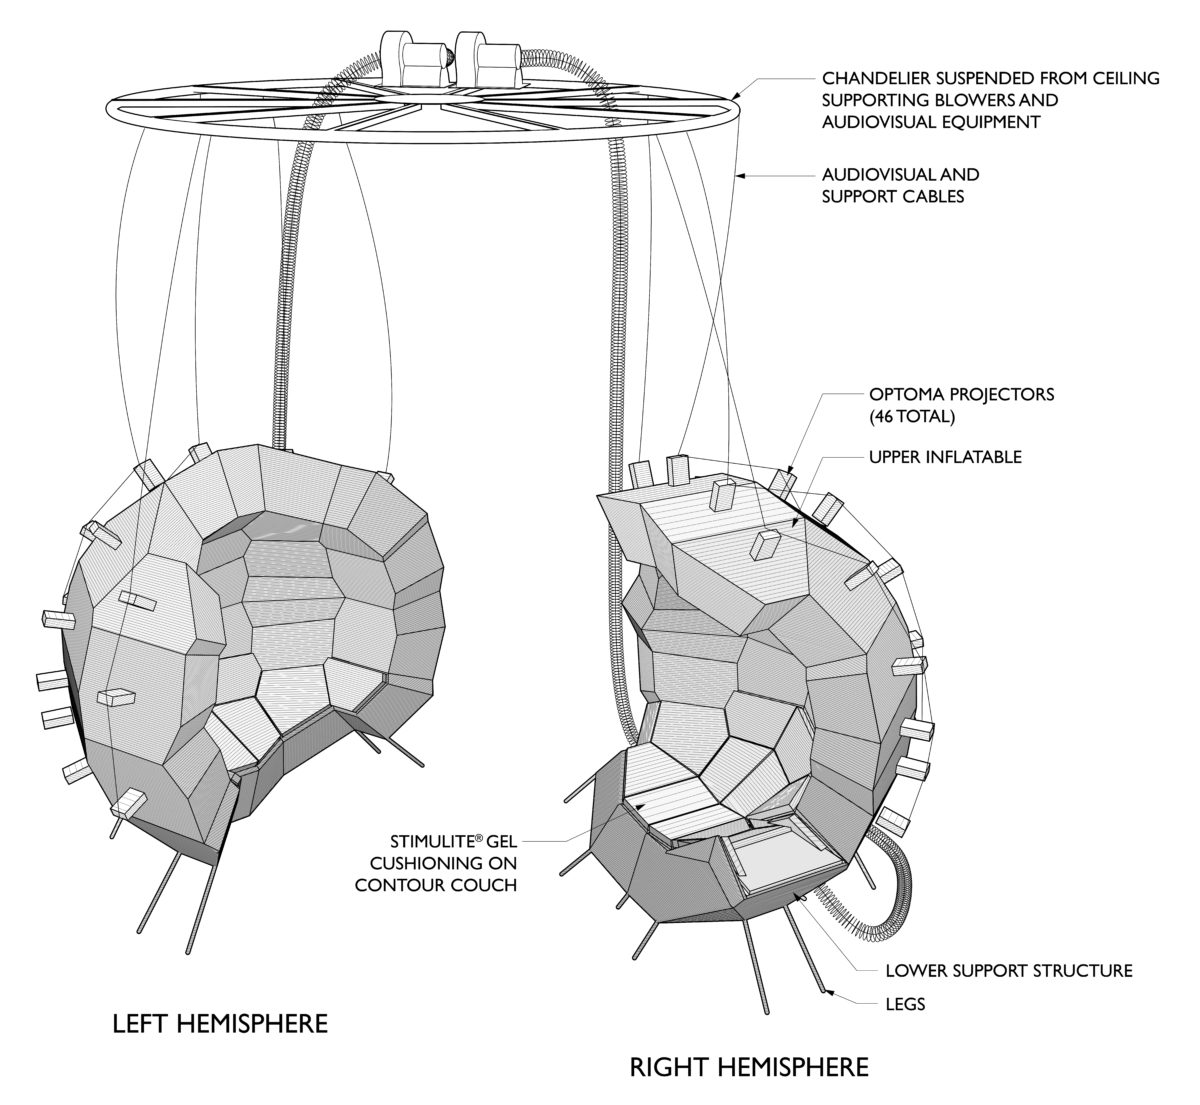 CHANDELIER SUSPENDED FROM CEILING
SUPPORTING BLOWERS AND
AUDIOVISUAL EQUIPMENT
AUDIOVISUAL AND
SUPPORT CABLES
OPTOMA PROJECTORS
(46 TOTAL)
UPPER INFLATABLE
STIMULITE® GEL
CUSHIONING ON
CONTOUR COUCH
LOWER SUPPORT STRUCTURE
LEGS
LEFT HEMISPHERE
RIGHT HEMISPHERE